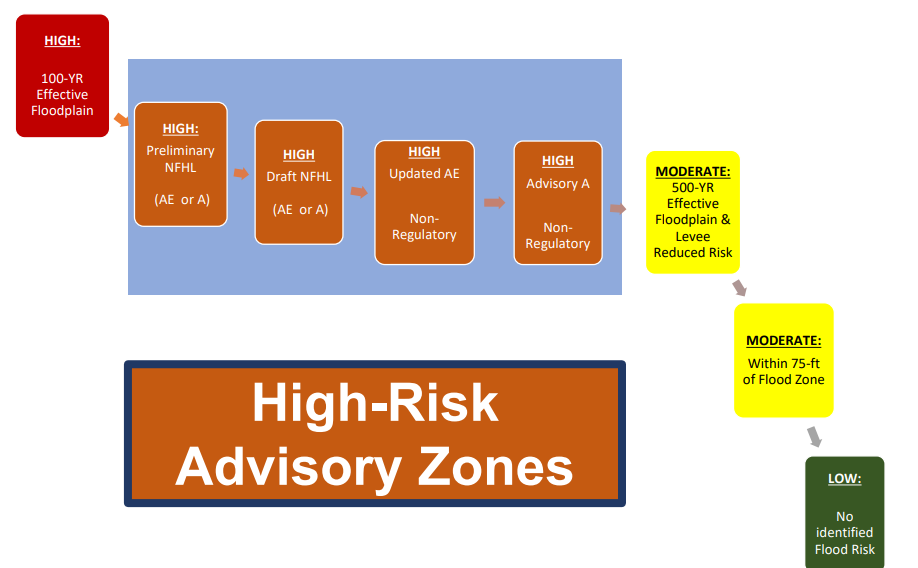 HIGH:
100-YR
Effective
Floodplain
HIGH:
Preliminary
NFHL
(AE or A)
HIGH
Draft NFHL
(AE or A)
HIGH
Updated AE
Non-
Regulatory
HIGH
Advisory A
Non-
Regulatory
MODERATE:
500-YR
Effective
Floodplain &
Levee
Reduced Risk
MODERATE:
Within 75-ft
of Flood Zone
LOW:
No
identified
Flood Risk
High-Risk
Advisory Zones